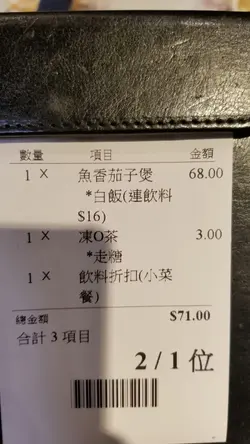 數量 項目 金額
1 X 魚香茄子煲 68.00
*白飯(連飲料
$16)
1 X 凍O茶 3.00
*走糖
1 X 飲料折扣(小菜
餐)
總金額 $71.00
合計 3 項目
2 / 1 位